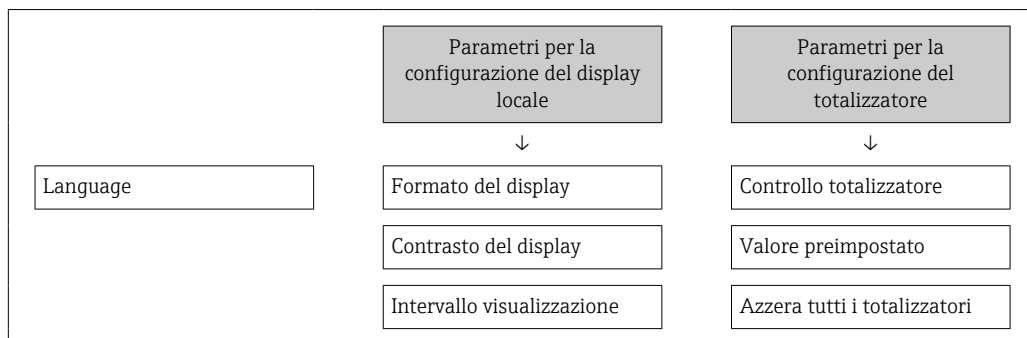 Parametri per la
configurazione del display
locale
Parametri per la
configurazione del
totalizzatore
↓
↓
Language
Formato del display
Controllo totalizzatore
Contrasto del display
Valore preimpostato
Intervallo visualizzazione
Azzera tutti i totalizzatori